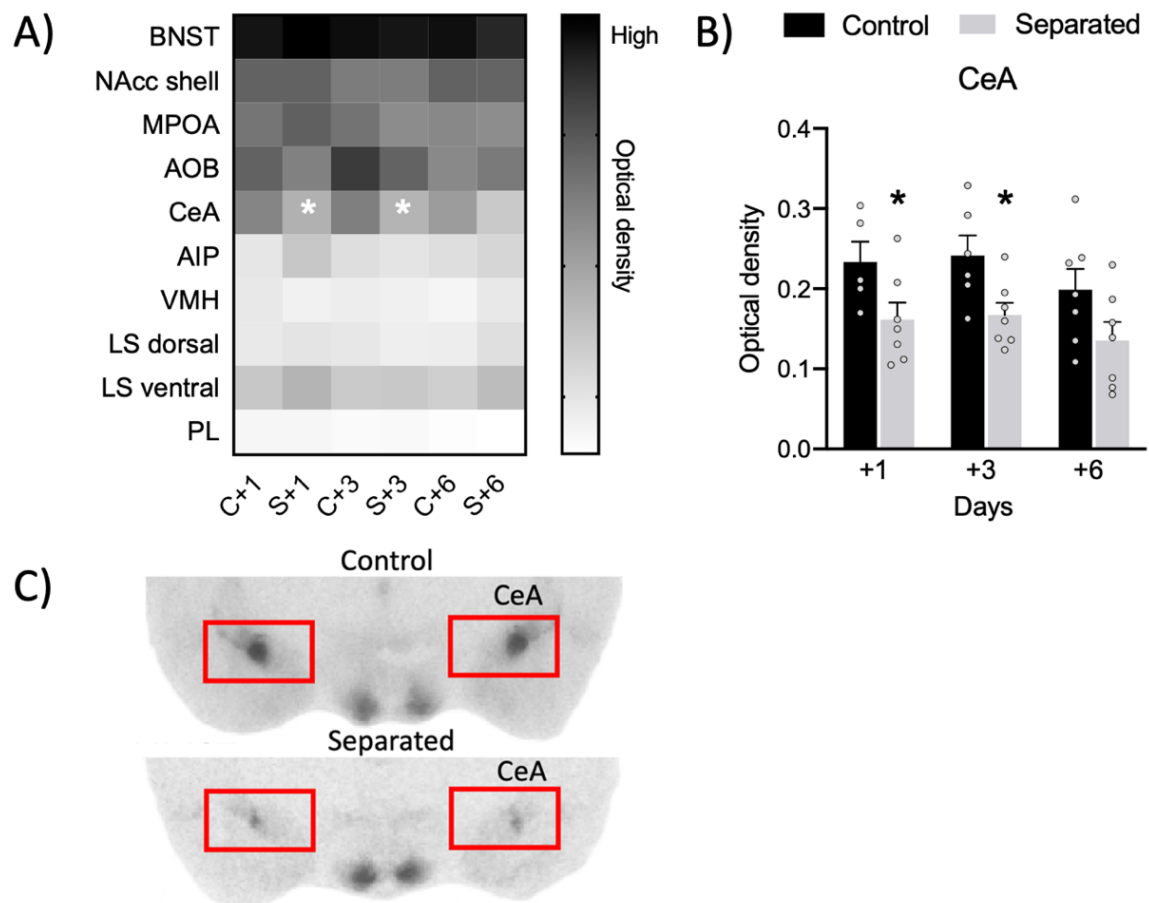 A)
BNST
NAcc shell
MPOA
AOB
CeA
AIP
VMH
LS dorsal
LS ventral
PL
* *
C+1 S+1 C+3 S+3 C+6 S+6
High
Optical density
B)
Control Separated
CeA
Optical density
0.4
0.3
0.2
0.1
0.0
* *
+1 +3 +6
Days
C)
Control
CeA
Separated
CeA